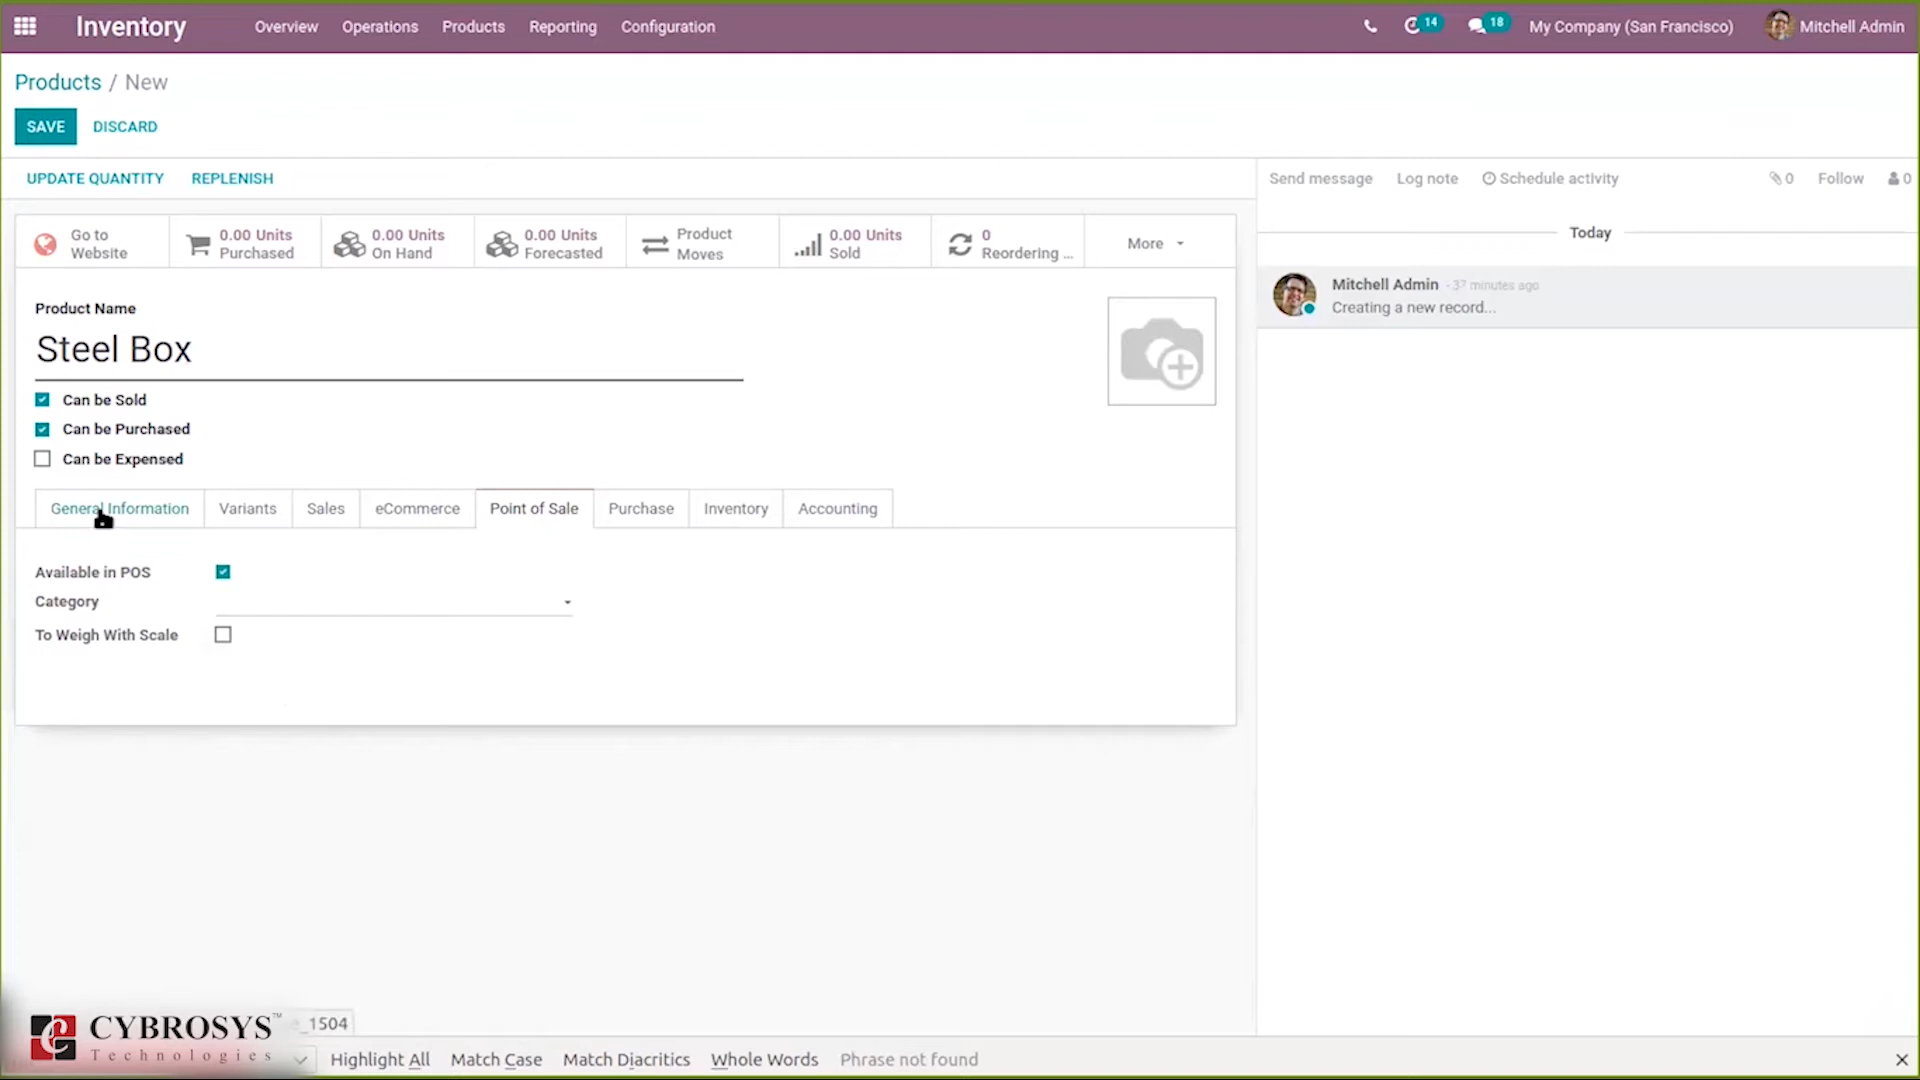 Inventory Overview Operations Products Reporting Configuration 14 18 My Company (San Francisco) Mitchell Admin
Products / New
SAVE DISCARD
UPDATE QUANTITY REPLENISH
Send message Log note Schedule activity 0 Follow 0
Go to Website
0.00 Units Purchased
0.00 Units On Hand
0.00 Units Forecasted
Product Moves
0.00 Units Sold
0 Reordering ...
More
Today
Mitchell Admin - 37 minutes ago
Creating a new record...
Product Name
Steel Box
Can be Sold
Can be Purchased
Can be Expensed
General Information Variants Sales eCommerce Point of Sale Purchase Inventory Accounting
Available in POS
Category
To Weigh With Scale
CYBROSYS™
Technologies
_1504
Highlight All Match Case Match Diacritics Whole Words Phrase not found